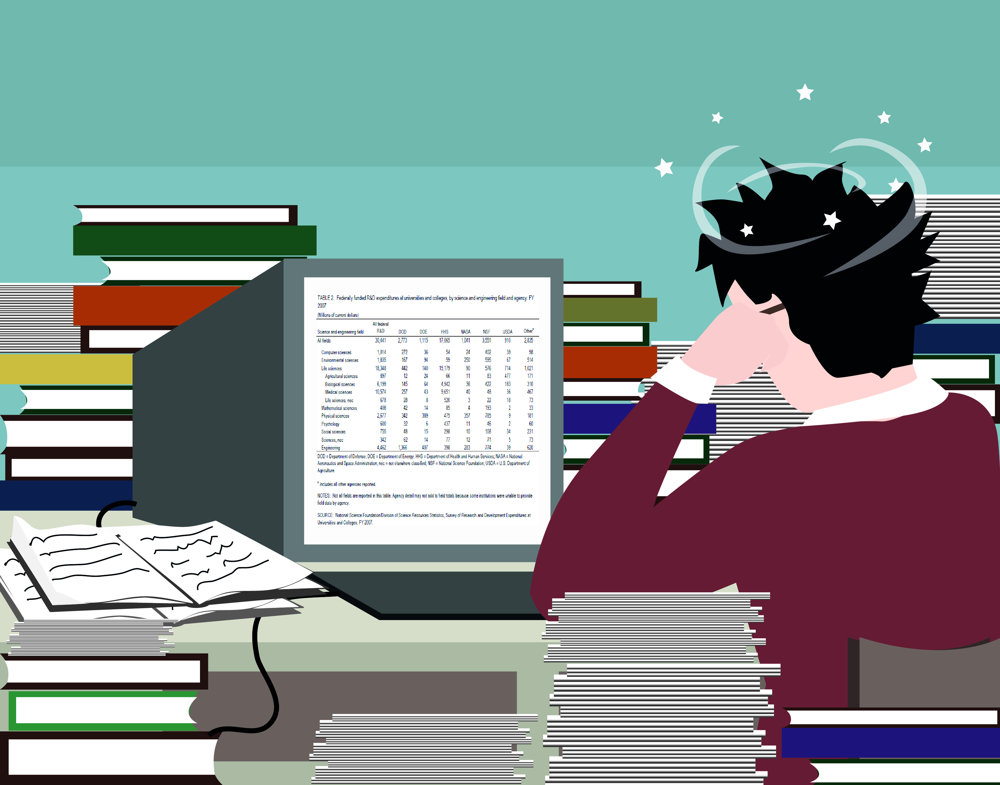 TABLE 2. Federally funded R&D expenditures at universities and colleges, by science and engineering field and agency: FY
2007
(Millions of current dollars)
Science and engineering field All federal R&D DOD DOE HHS NASA NSF USDA Otherª
All fields 30,441 2,773 1,115 17,065 1,041 3,551 910 2,835
Computer sciences 1,014 272 36 54 24 402 39 98
Environmental sciences 1,835 167 94 59 250 595 67 514
Life sciences 18,348 442 140 15,179 90 576 714 1,021
Agricultural sciences 897 12 24 66 11 83 477 171
Biological sciences 6,199 145 64 4,942 36 422 183 310
Medical sciences 10,574 257 43 9,651 40 48 36 467
Life sciences, nec 678 28 8 520 3 22 18 73
Mathematical sciences 408 42 14 85 4 193 2 33
Physical sciences 2,677 342 389 475 357 785 9 181
Psychology 600 32 6 437 11 46 2 60
Social sciences 755 48 15 298 10 108 34 231
Sciences, nec 342 62 14 77 12 71 5 73
Engineering 4,462 1,366 407 398 283 774 39 620
DOD = Department of Defense; DOE = Department of Energy; HHS = Department of Health and Human Services; NASA = National
Aeronautics and Space Administration; nec = not elsewhere classified; NSF = National Science Foundation; USDA = U.S. Department of
Agriculture.
ª Includes all other agencies reported.
NOTES: Not all fields are reported in this table. Agency detail may not add to field totals because some institutions were unable to provide
field data by agency.
SOURCE: National Science Foundation/Division of Science Resources Statistics, Survey of Research and Development Expenditures at
Universities and Colleges, FY 2007.